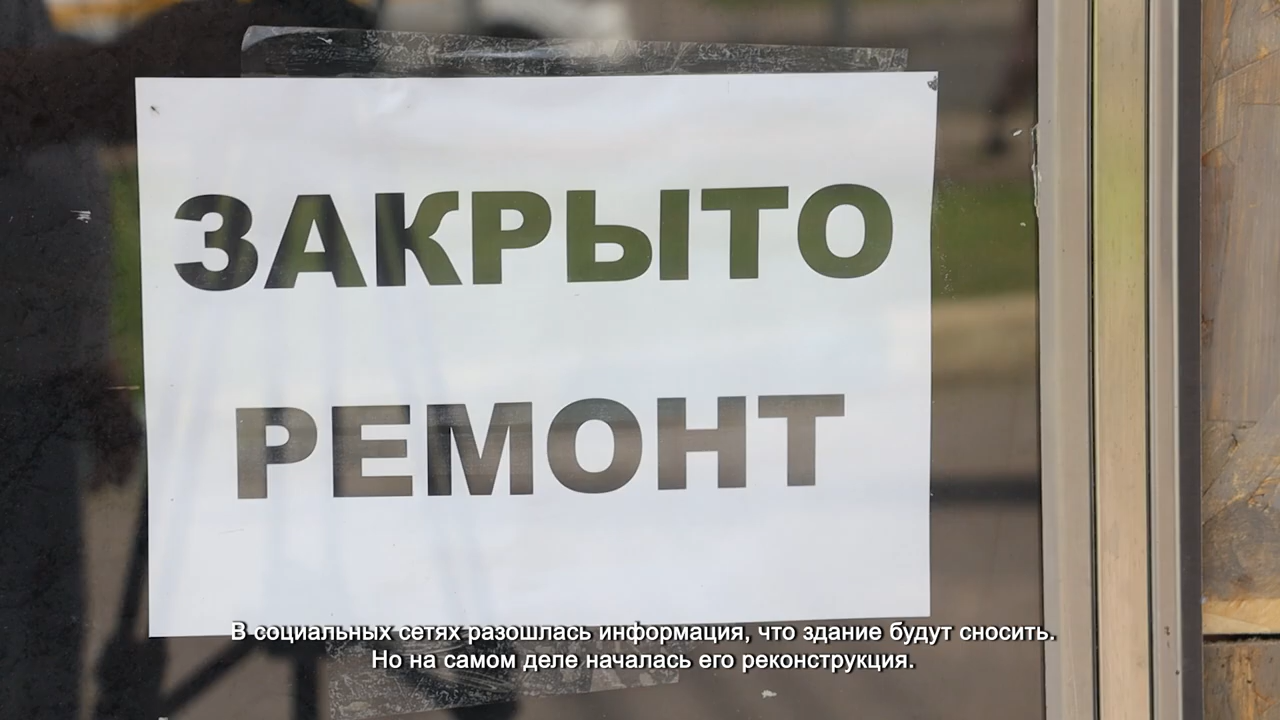 ЗАКРЫТО
РЕМОНТ
В социальных сетях разошлась информация, что здание будут сносить.
Но на самом деле началась его реконструкция.